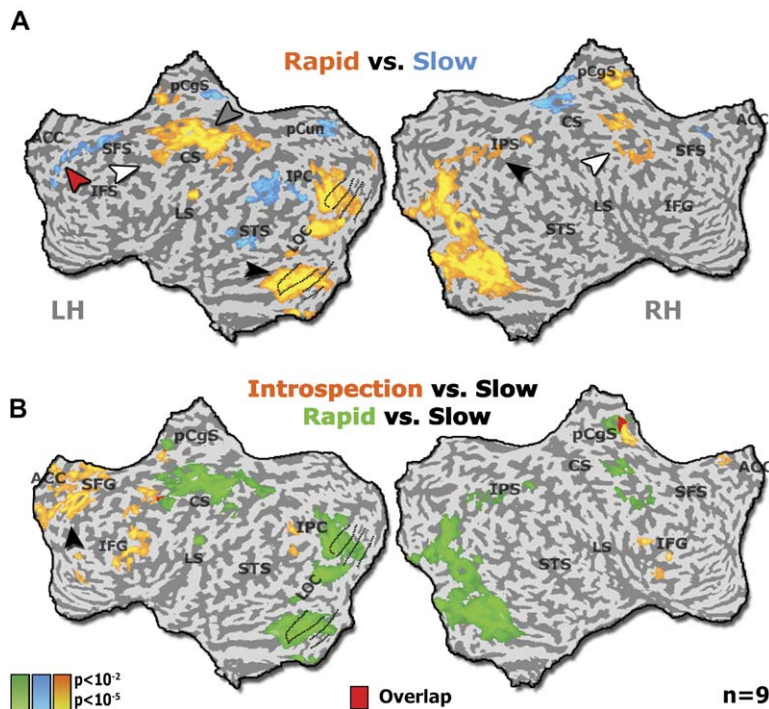 A
Rapid vs. Slow
pCgS
ACC
SFS
IFS
CS
LS
STS
IPC
pCun
LOC
LH
pCgS
CS
IPS
STS
LS
SFS
IFG
ACC
RH
B
Introspection vs. Slow
Rapid vs. Slow
pCgS
ACC
SFG
IFG
CS
LS
STS
IPC
LOC
pCgS
CS
IPS
STS
LS
SFS
IFG
ACC
p<10-2
p<10-5
Overlap
n=9